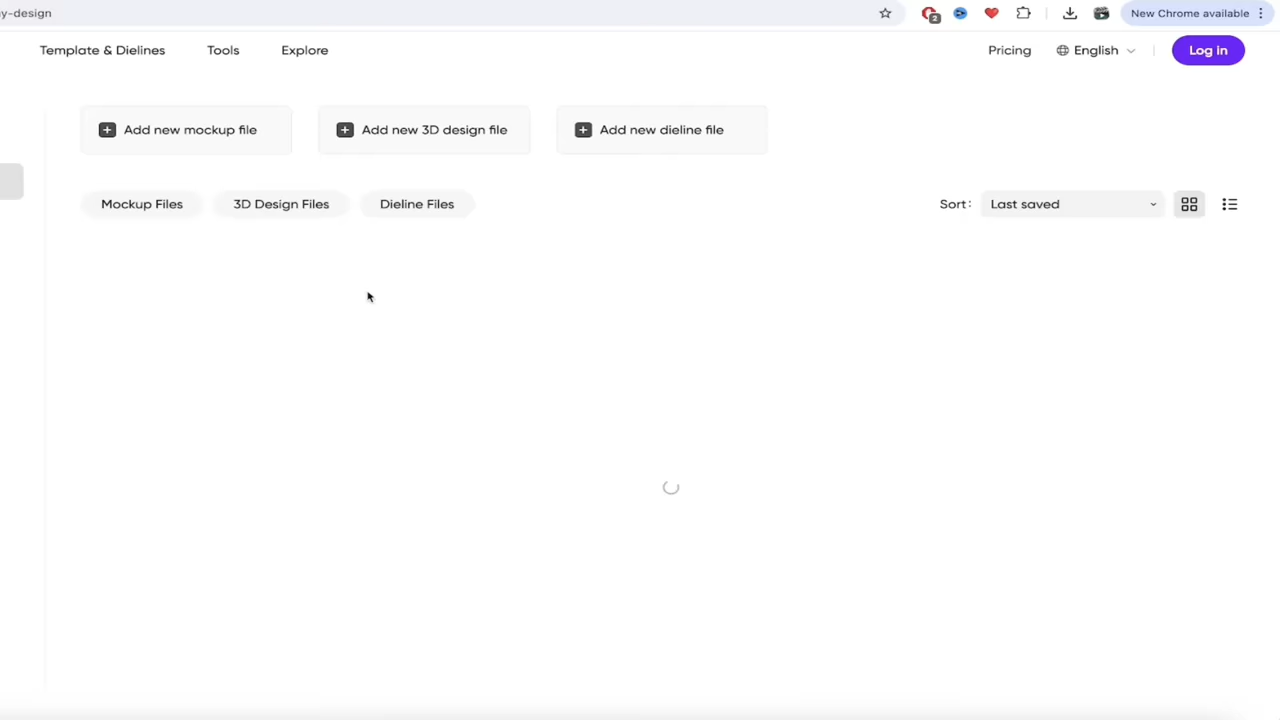 y-design
2
New Chrome available
Template & Dielines
Tools
Explore
Pricing
English
Log in
Add new mockup file
Add new 3D design file
Add new dieline file
Mockup Files
3D Design Files
Dieline Files
Sort:
Last saved